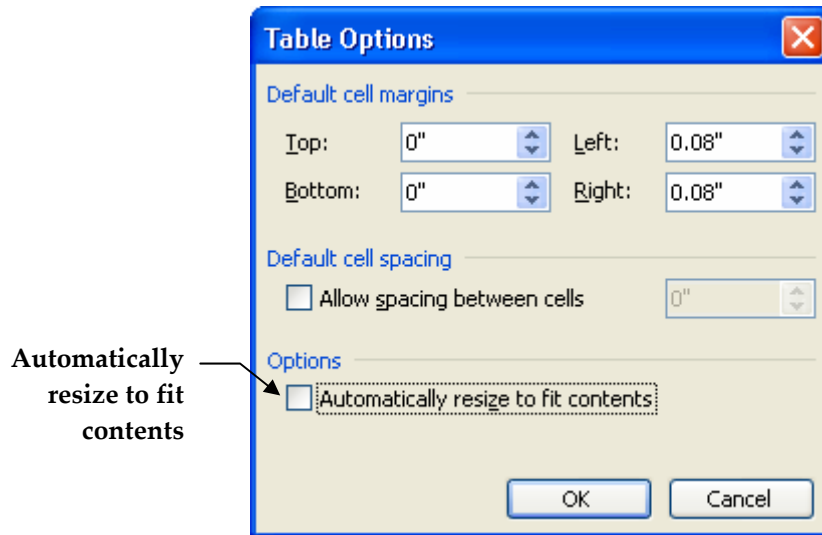 Table Options
Default cell margins
Top: 0" Left: 0.08"
Bottom: 0" Right: 0.08"
Default cell spacing
Allow spacing between cells 0"
Options
Automatically resize to fit contents
Automatically
resize to fit
contents
OK Cancel